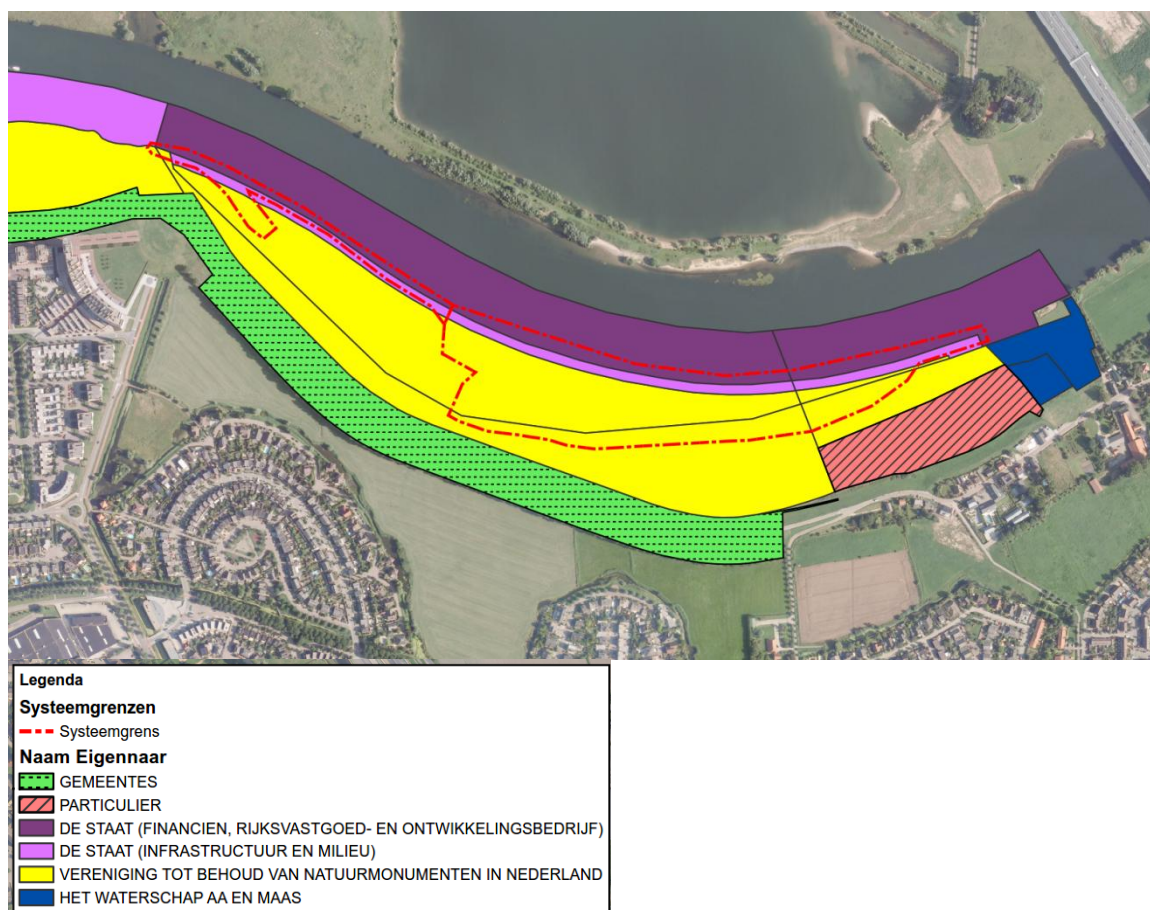 Legenda
Systeemgrenzen
Systeemgrens
Naam Eigennaar
GEMEENTES
PARTICULIER
DE STAAT (FINANCIEN, RIJKSVASTGOED- EN ONTWIKKELINGSBEDRIJF)
DE STAAT (INFRASTRUCTUUR EN MILIEU)
VERENIGING TOT BEHOUD VAN NATUURMONUMENTEN IN NEDERLAND
HET WATERSCHAP AA EN MAAS